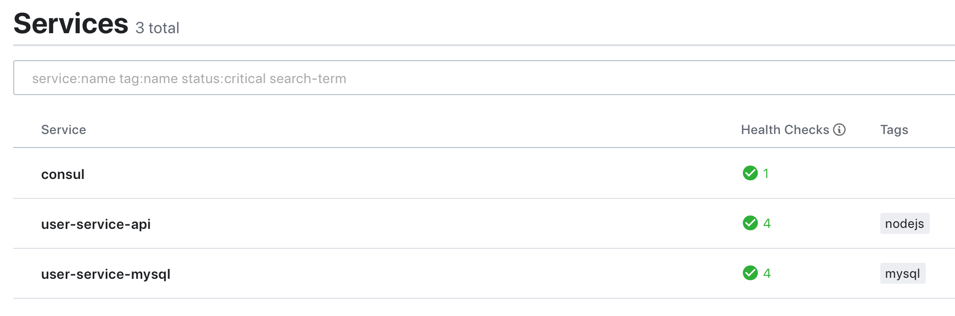 Services 3 total
service:name tag:name status:critical search-term
Service Health Checks Tags
consul 1
user-service-api 4 nodejs
user-service-mysql 4 mysql